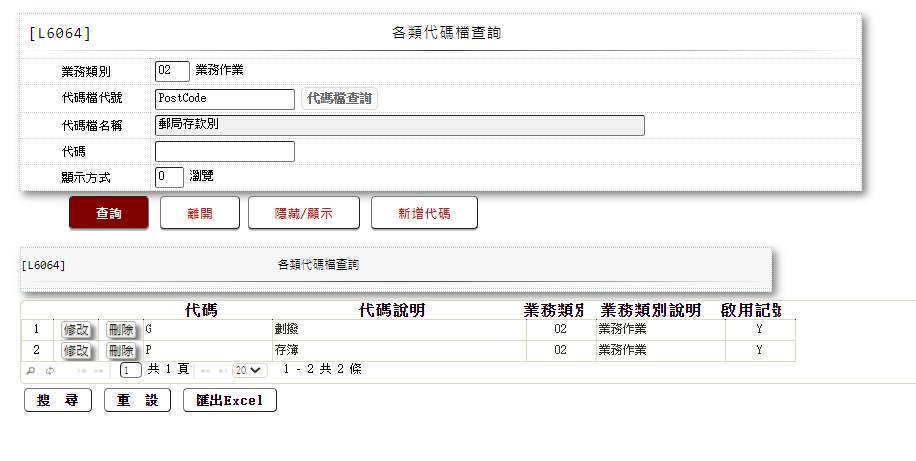 [L6064] 各類代碼檔查詢
業務類別 02 業務作業
代碼檔代號 PostCode 代碼檔查詢
代碼檔名稱 郵局存款別
代碼
顯示方式 0 瀏覽
查詢 離開 隱藏/顯示 新增代碼
[L6064] 各類代碼檔查詢
代碼 代碼說明 業務類別 業務類別說明 啟用記號
1 修改 刪除 G 劃撥 02 業務作業 Y
2 修改 刪除 P 存簿 02 業務作業 Y
1 共 1 頁 20 1 - 2 共 2 條
搜 尋 重 設 匯出Excel